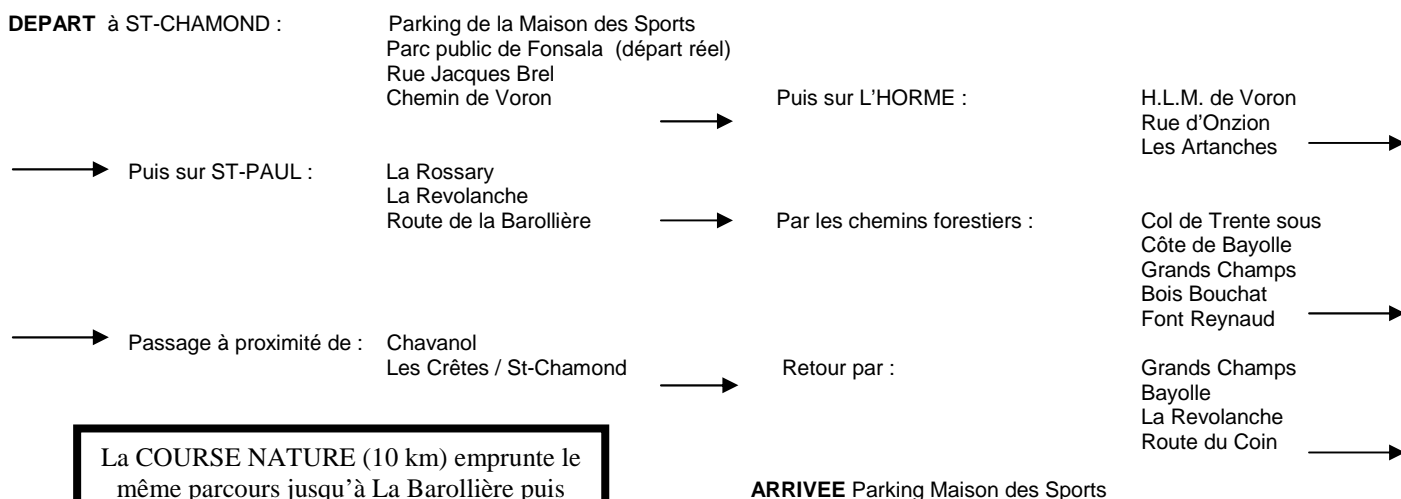 DEPART à ST-CHAMOND : Parking de la Maison des Sports
Parc public de Fonsala (départ réel)
Rue Jacques Brel
Chemin de Voron
Puis sur L'HORME : H.L.M. de Voron
Rue d'Onzion
Les Artanches
Puis sur ST-PAUL : La Rossary
La Revolanche
Route de la Barollière
Par les chemins forestiers : Col de Trente sous
Côte de Bayolle
Grands Champs
Bois Bouchat
Font Reynaud
Passage à proximité de : Chavanol
Les Crêtes / St-Chamond
Retour par : Grands Champs
Bayolle
La Revolanche
Route du Coin
La COURSE NATURE (10 km) emprunte le
même parcours jusqu'à La Barollière puis
ARRIVEE Parking Maison des Sports